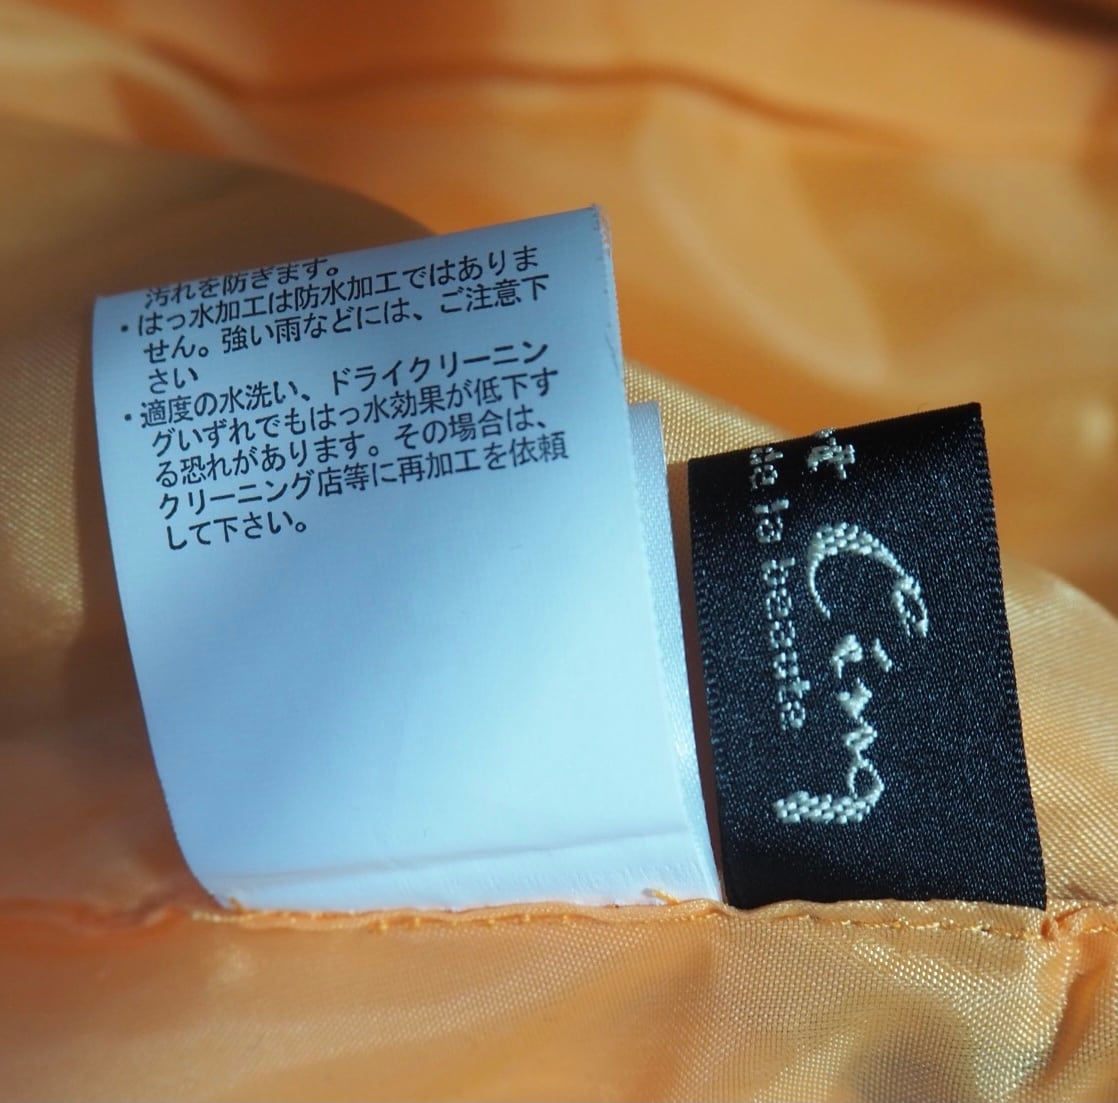 汚れを防ぎます。
・はっ水加工は防水加工ではありま
せん。強い雨などには、ご注意下
さい
・適度の水洗い、ドライクリーニン
グいずれでもはっ水効果が低下す
る恐れがあります。その場合は、
クリーニング店等に再加工を依頼
して下さい。
de la beaute